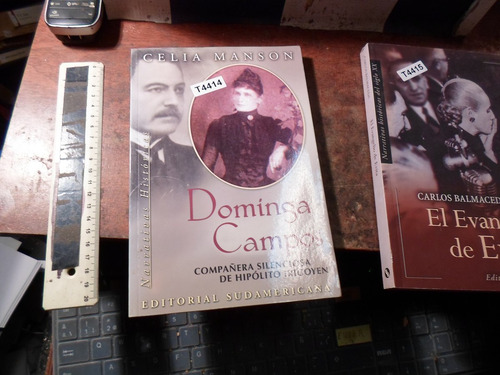 CELIA MANSON
T4414
Narrativas Históricas
Dominga
Campos
COMPAÑERA SILENCIOSA
DE HIPÓLITO YRIGOYEN
EDITORIAL SUDAMERICANA
T4415
Narrativas históricas del siglo XX
CARLOS BALMACED
El Evan
de E
Edi